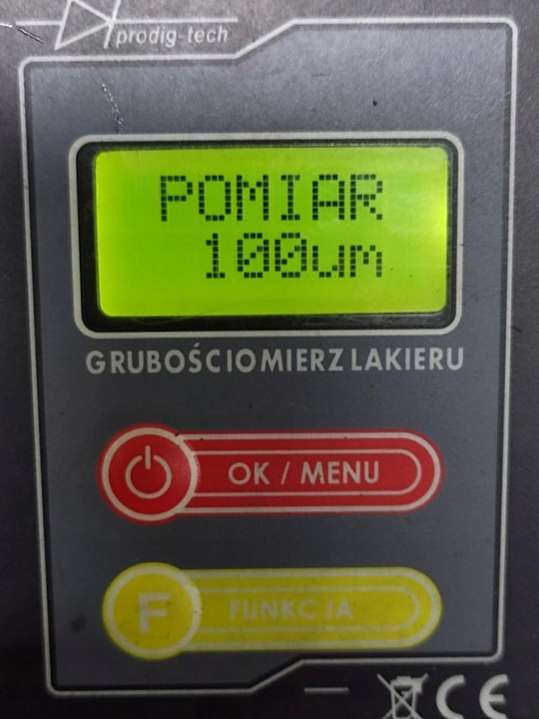 prodig-tech
POMIAR
100um
GRUBOŚCIOMIERZ LAKIERU
OK / MENU
F FUNKCJA
CE